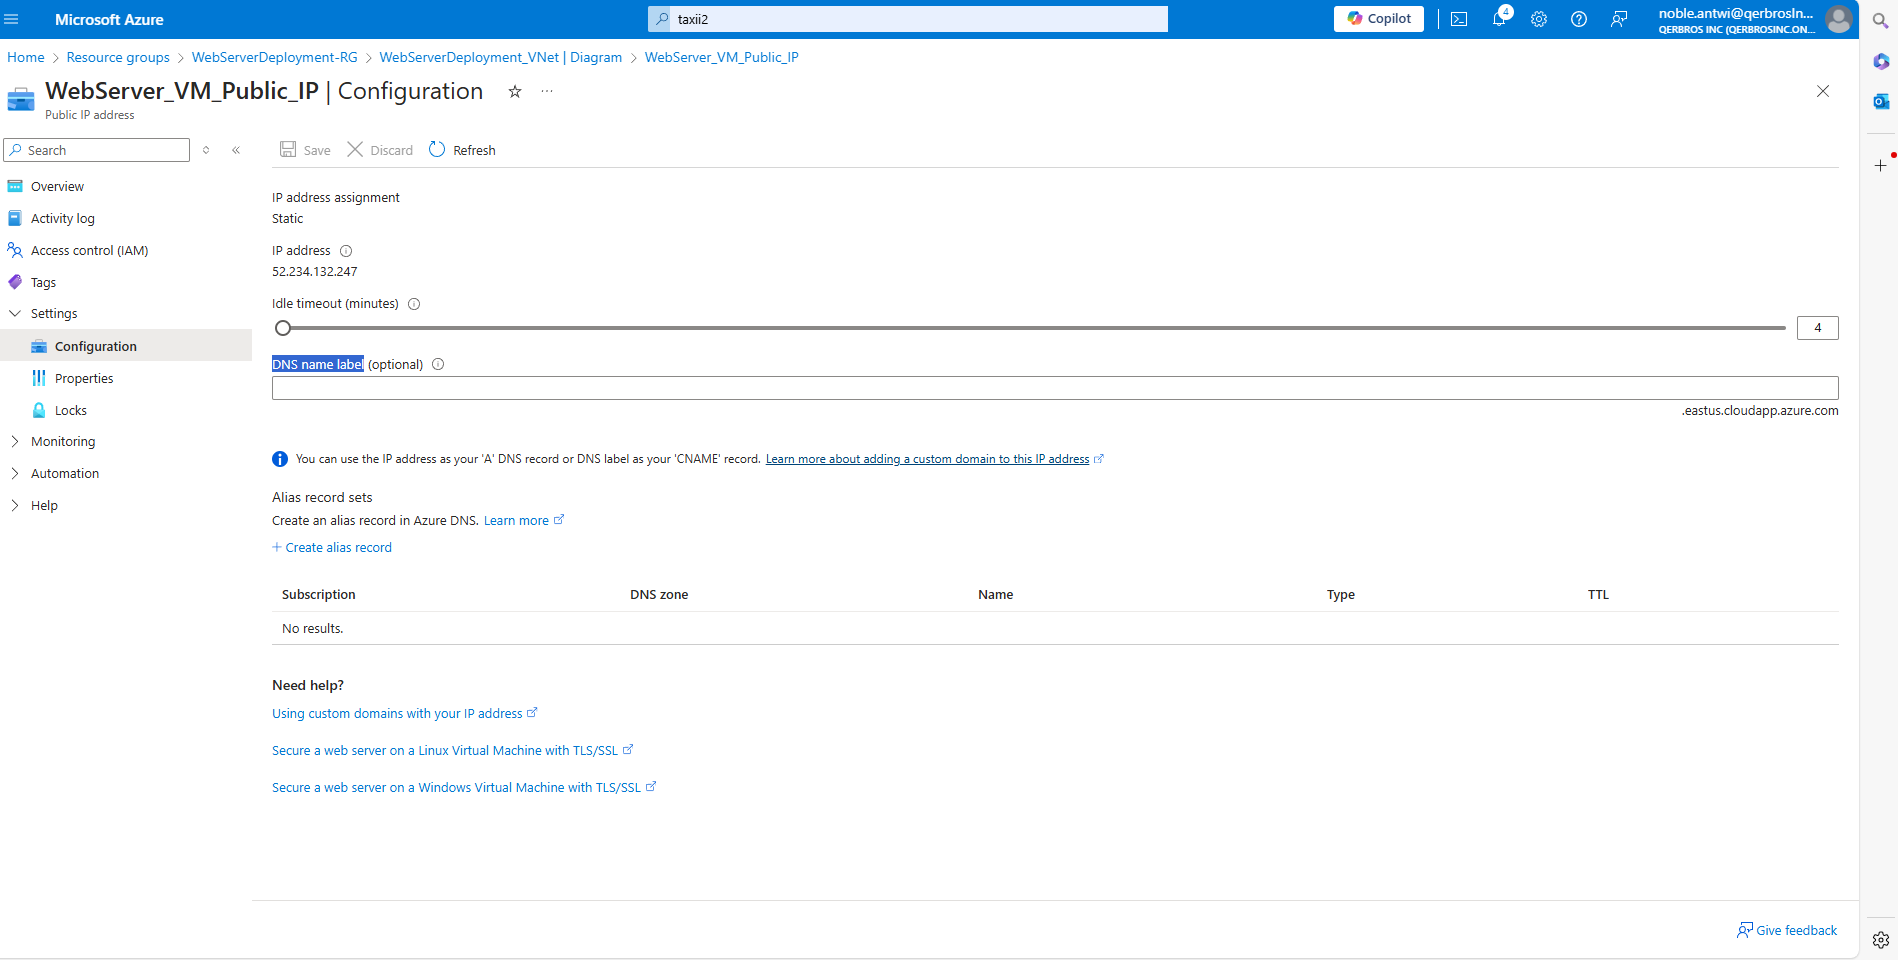 Microsoft Azure
taxii2
Copilot
4
noble.antwi@qerbrosIn...
QERBROS INC (QERBROSINC.ON...
Home > Resource groups > WebServerDeployment-RG > WebServerDeployment_VNet | Diagram > WebServer_VM_Public_IP
WebServer_VM_Public_IP | Configuration
Public IP address
Search
Save Discard Refresh
Overview
Activity log
Access control (IAM)
Tags
Settings
Configuration
Properties
Locks
Monitoring
Automation
Help
IP address assignment
Static
IP address
52.234.132.247
Idle timeout (minutes)
4
DNS name label (optional)
.eastus.cloudapp.azure.com
You can use the IP address as your 'A' DNS record or DNS label as your 'CNAME' record. Learn more about adding a custom domain to this IP address
Alias record sets
Create an alias record in Azure DNS. Learn more
+ Create alias record
Subscription DNS zone Name Type TTL
No results.
Need help?
Using custom domains with your IP address
Secure a web server on a Linux Virtual Machine with TLS/SSL
Secure a web server on a Windows Virtual Machine with TLS/SSL
Give feedback